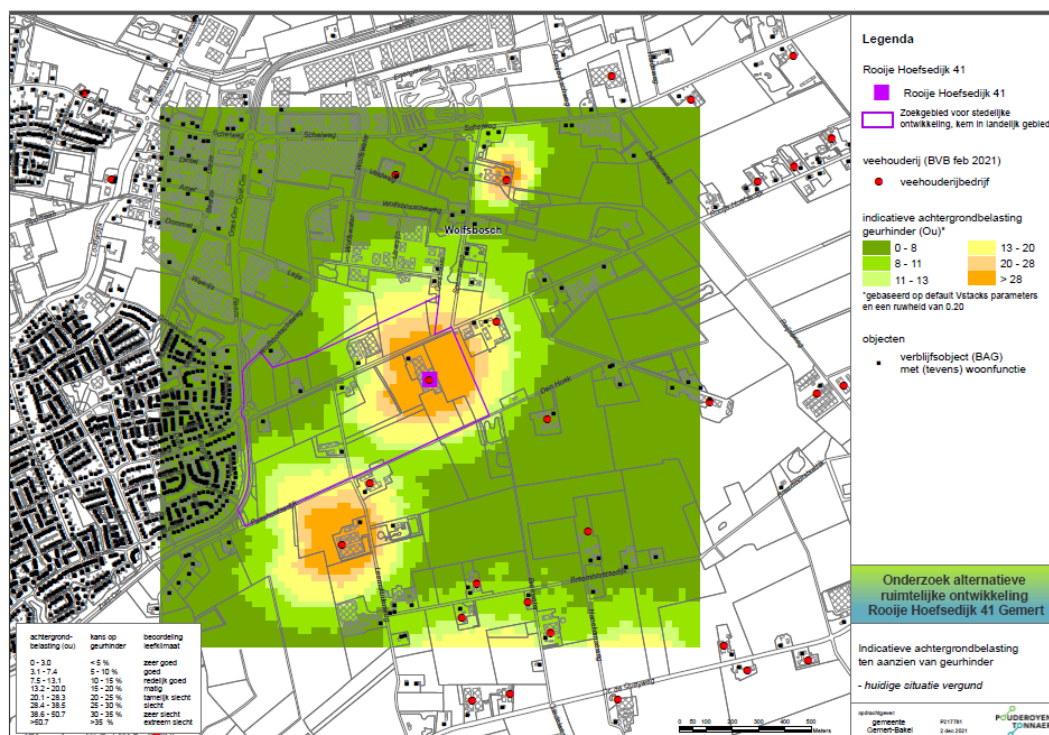 Legenda
Rooije Hoefsedijk 41
Rooije Hoefsedijk 41
Zoekgebied voor stedelijke
ontwikkeling, kern in landelijk gebied
veehouderij (BVB feb 2021)
veehouderijbedrijf
indicatieve achtergrondbelasting
geurhinder (Ou)*
0 - 8
13 - 20
8 - 11
20 - 28
11 - 13
> 28
*gebaseerd op default Vstacks parameters
en een ruwheid van 0.20
objecten
verblijfsobject (BAG)
met (tevens) woonfunctie
Onderzoek alternatieve
ruimtelijke ontwikkeling
Rooije Hoefsedijk 41 Gemert
Indicatieve achtergrondbelasting
ten aanzien van geurhinder
- huidige situatie vergund
opdrachtgever:
gemeente
Gemert-Bakel
P217781
2 dec 2021
POUDEROYEN
TONNAER
Wolfsbosch
Wolfsboscheweg
Scheiweg
Den Hoek
achtergrond-
belasting (ou)
kans op
geurhinder
beoordeling
leefklimaat
0 - 3.0 < 5 % zeer goed
3.1 - 7.4 5 - 10 % goed
7.5 - 13.1 10 - 15 % redelijk goed
13.2 - 20.0 15 - 20 % matig
20.1 - 28.3 20 - 25 % tamelijk slecht
28.4 - 38.5 25 - 30 % slecht
38.6 - 50.7 30 - 35 % zeer slecht
>50.7 >35 % extreem slecht
0 50 100 200 300 400 500
Meters